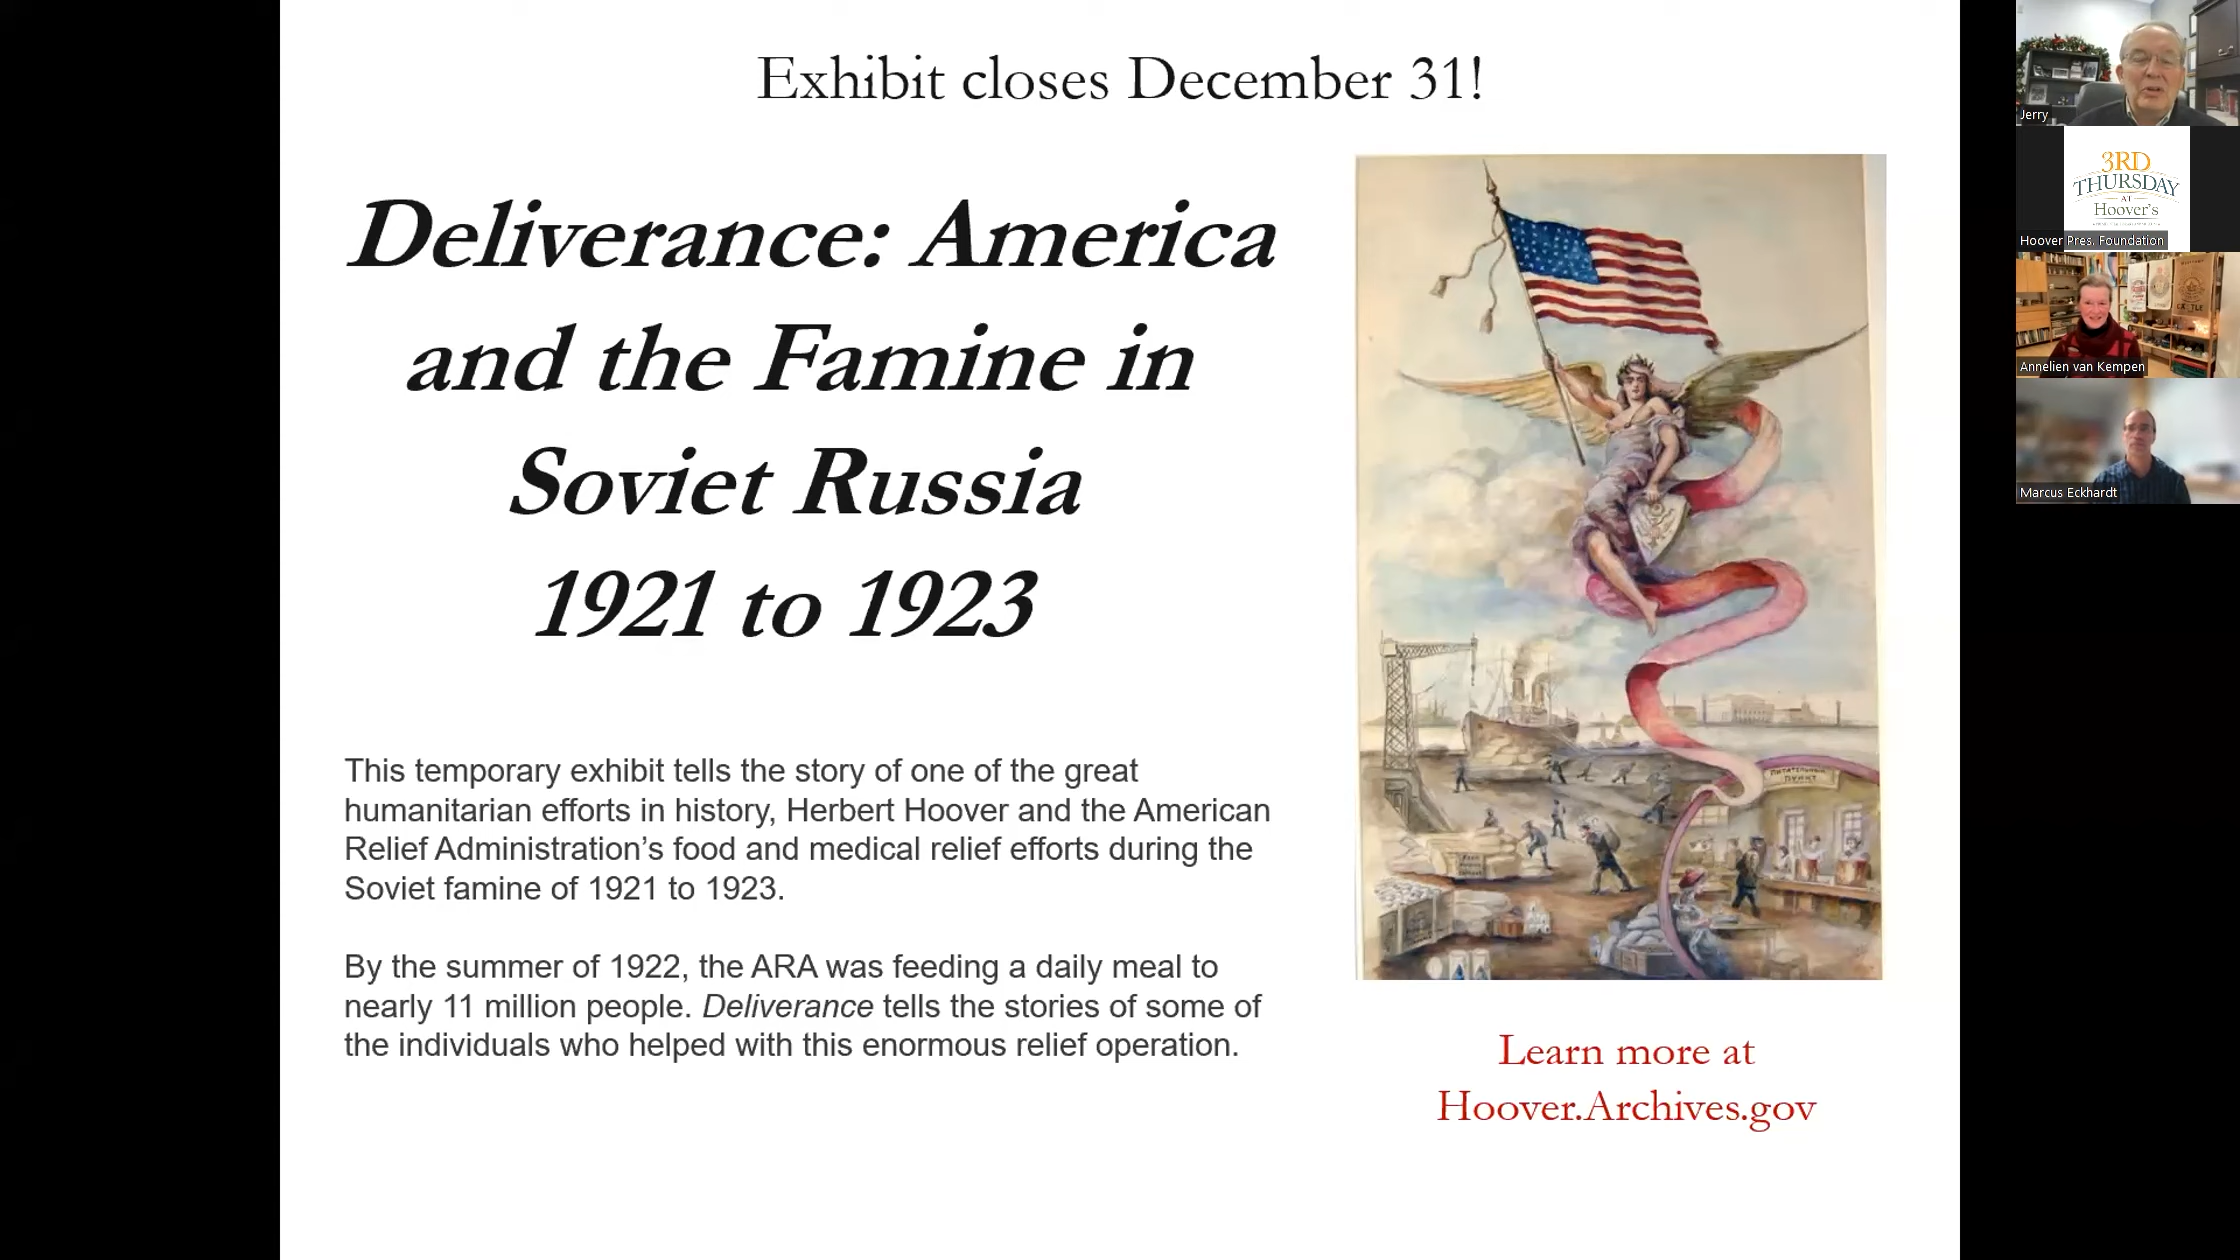 Exhibit closes December 31!
Deliverance: America
and the Famine in
Soviet Russia
1921 to 1923
This temporary exhibit tells the story of one of the great
humanitarian efforts in history, Herbert Hoover and the American
Relief Administration’s food and medical relief efforts during the
Soviet famine of 1921 to 1923.
By the summer of 1922, the ARA was feeding a daily meal to
nearly 11 million people. Deliverance tells the stories of some of
the individuals who helped with this enormous relief operation.
ПИТАТЕЛЬНЫЙ
ПУНКТ
Learn more at
Hoover.Archives.gov
Jerry
3RD
THURSDAY
AT
Hoover's
Hoover Pres. Foundation
Annelien van Kempen
Marcus Eckhardt